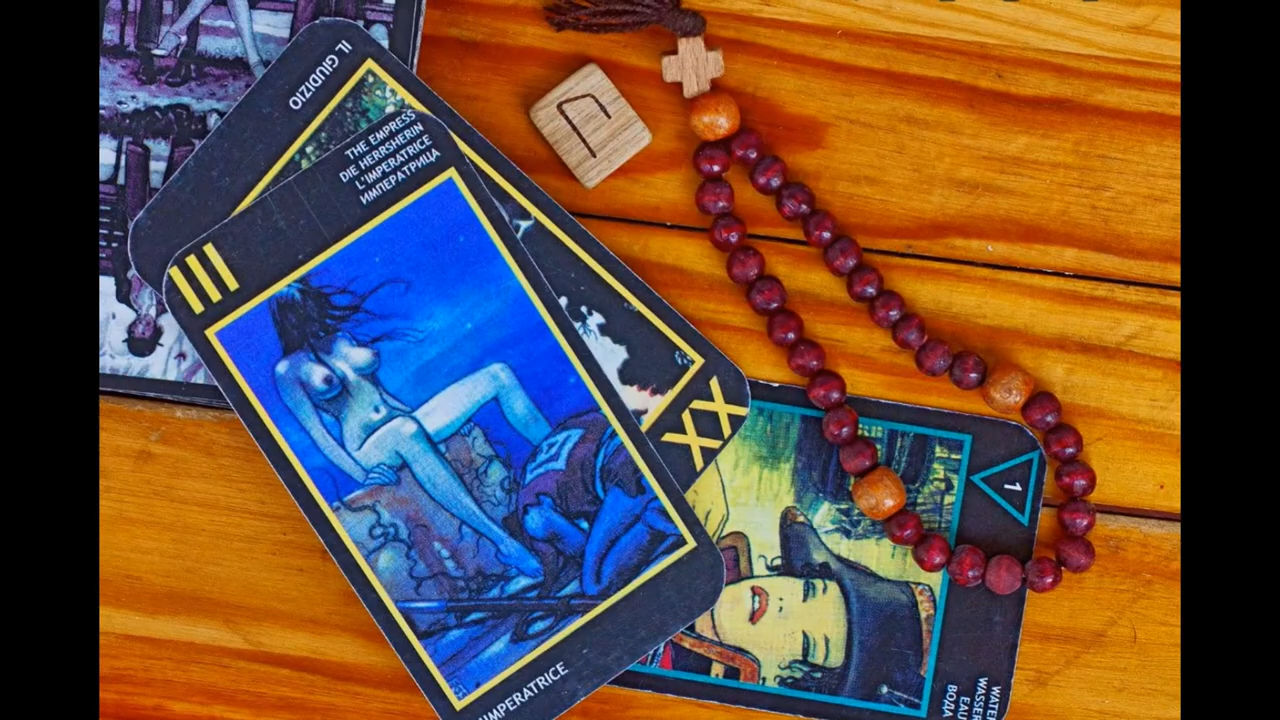 IL GIUDIZIO
THE EMPRESS
DIE HERRSHERIN
L'IMPERATRICE
ИМПЕРАТРИЦА
III
XX
1
IMPERATRICE
WATER
WASSER
EAU
ВОДА